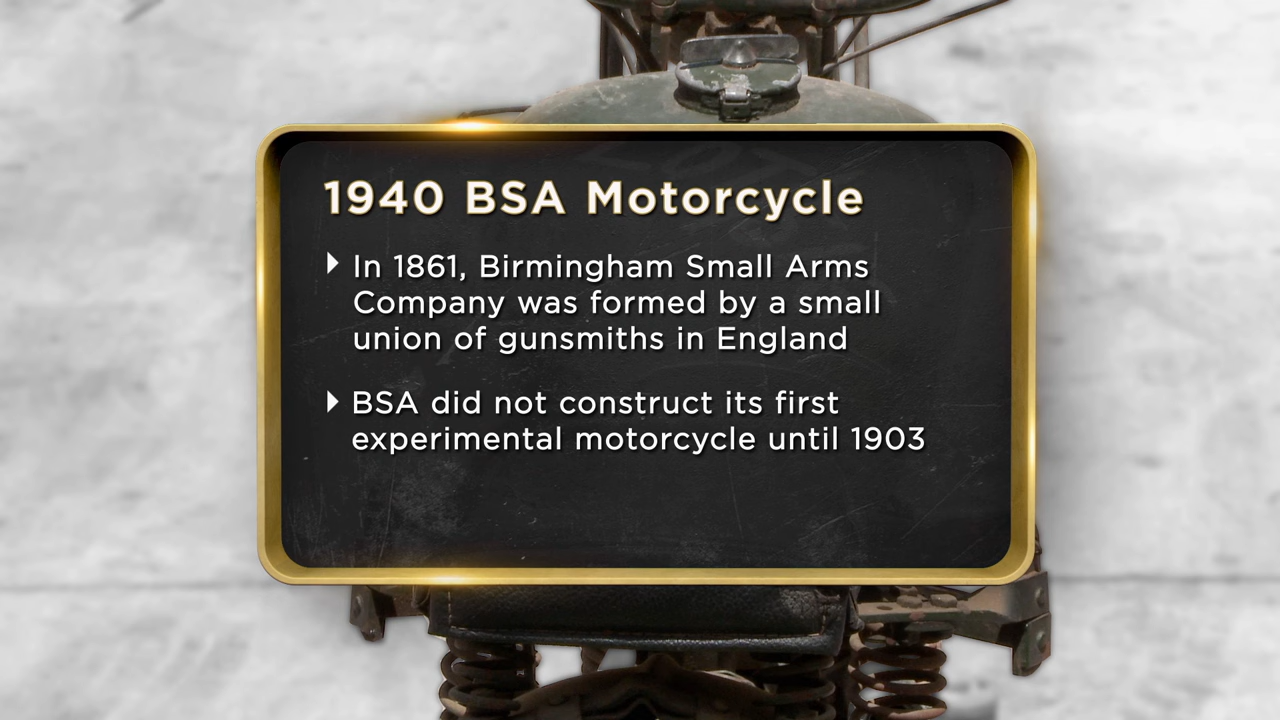 1940 BSA Motorcycle
In 1861, Birmingham Small Arms
Company was formed by a small
union of gunsmiths in England
BSA did not construct its first
experimental motorcycle until 1903